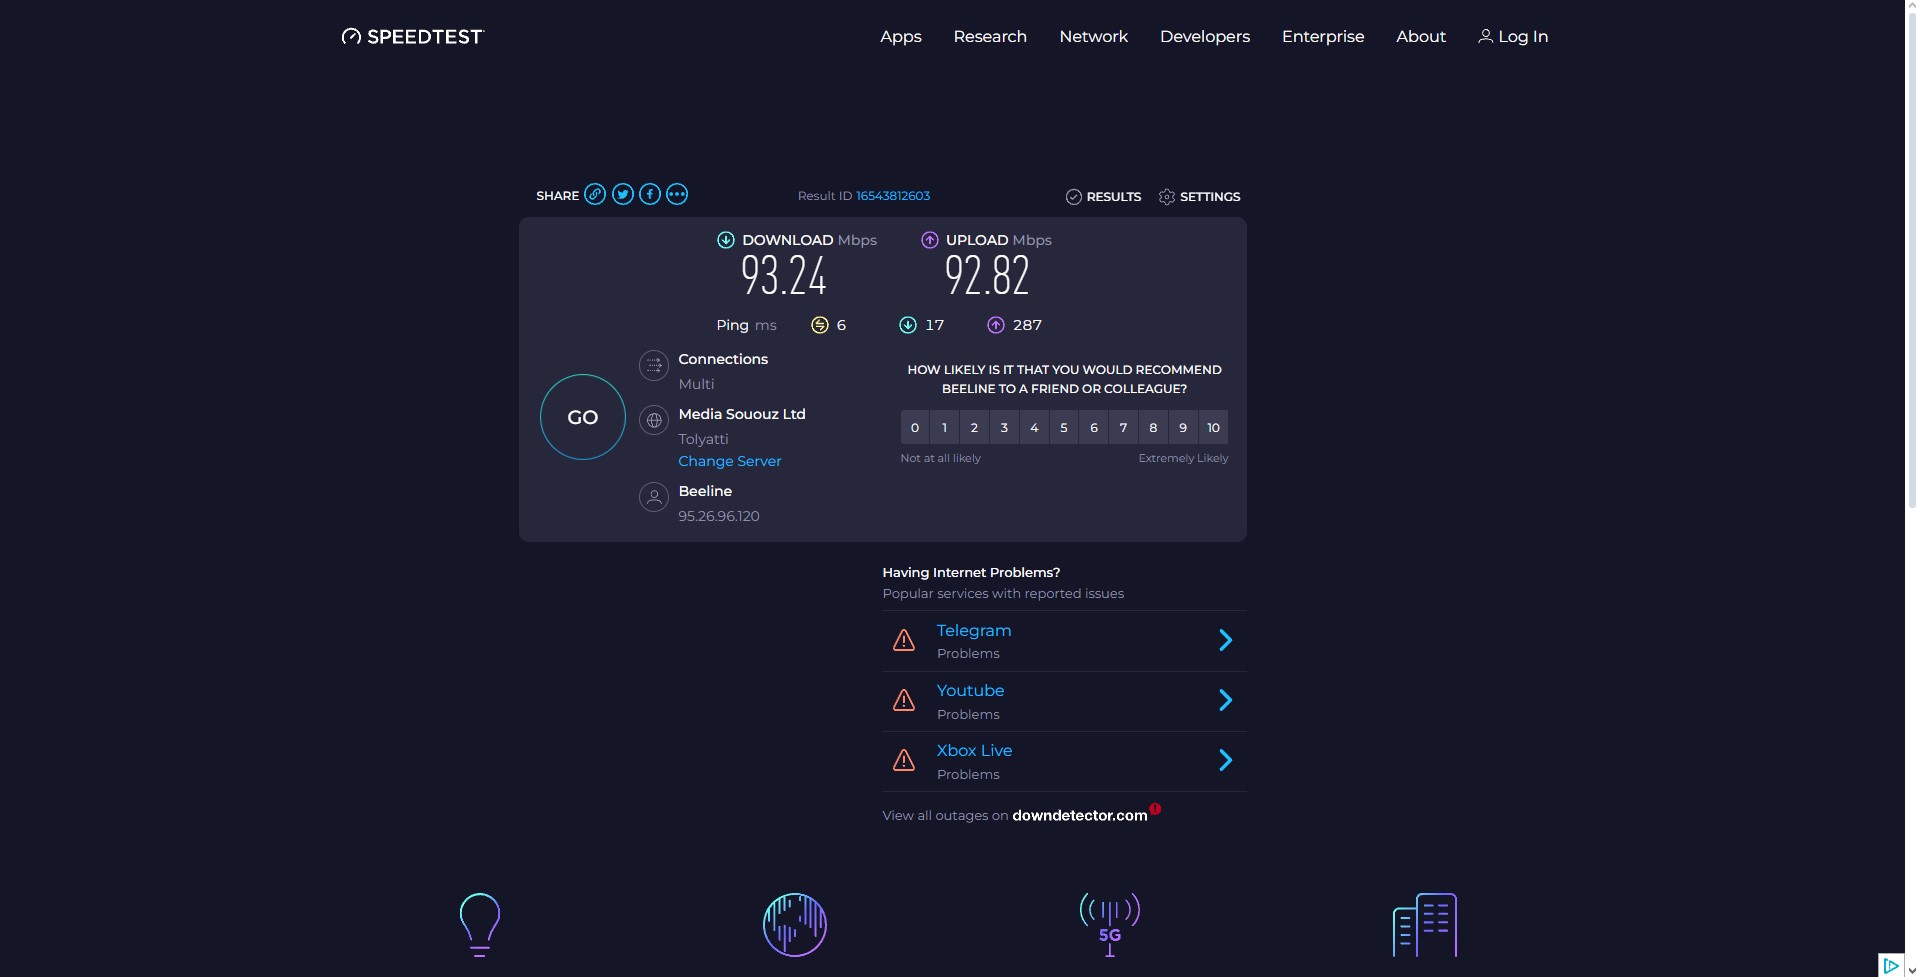 SPEEDTEST
Apps Research Network Developers Enterprise About Log In
SHARE Result ID 16543812603 RESULTS SETTINGS
DOWNLOAD Mbps UPLOAD Mbps
93.24 92.82
Ping ms 6 17 287
Connections
Multi
GO
Media Sououz Ltd
Tolyatti
Change Server
Beeline
95.26.96.120
HOW LIKELY IS IT THAT YOU WOULD RECOMMEND
BEELINE TO A FRIEND OR COLLEAGUE?
0 1 2 3 4 5 6 7 8 9 10
Not at all likely Extremely Likely
Having Internet Problems?
Popular services with reported issues
Telegram
Problems
Youtube
Problems
Xbox Live
Problems
View all outages on downdetector.com
5G